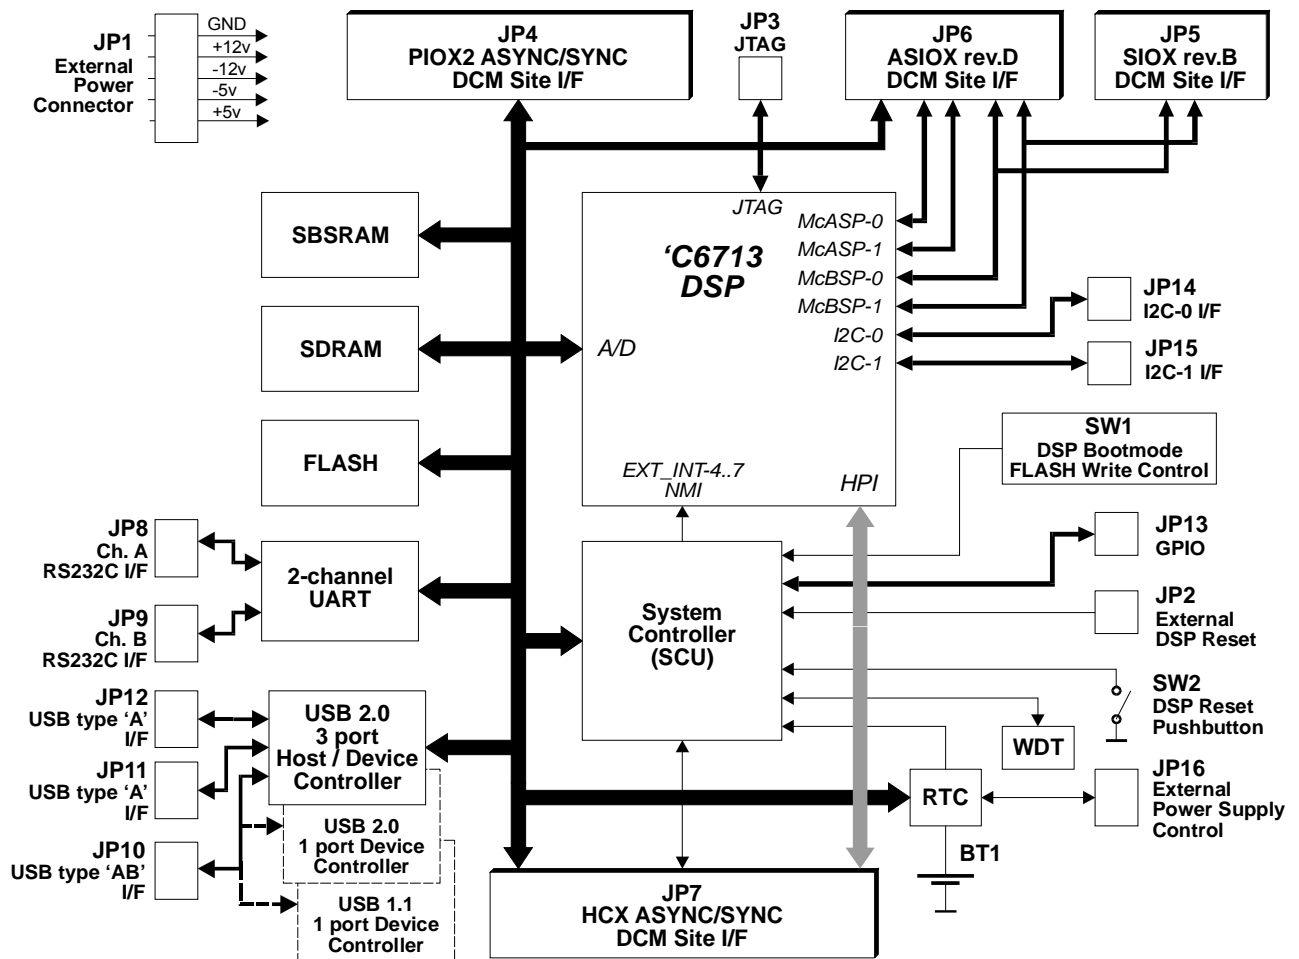 JP1
External
Power
Connector
GND
+12v
-12v
-5v
+5v
JP4
PIOX2 ASYNC/SYNC
DCM Site I/F
JP3
JTAG
JP6
ASIOX rev.D
DCM Site I/F
JP5
SIOX rev.B
DCM Site I/F
SBSRAM
SDRAM
FLASH
JTAG
'C6713
DSP
A/D
McASP-0
McASP-1
McBSP-0
McBSP-1
I2C-0
I2C-1
EXT_INT-4..7
NMI
HPI
JP14
I2C-0 I/F
JP15
I2C-1 I/F
SW1
DSP Bootmode
FLASH Write Control
JP8
Ch. A
RS232C I/F
JP9
Ch. B
RS232C I/F
2-channel
UART
System
Controller
(SCU)
JP13
GPIO
JP2
External
DSP Reset
SW2
DSP Reset
Pushbutton
WDT
JP12
USB type ‘A’
I/F
JP11
USB type ‘A’
I/F
JP10
USB type ‘AB’
I/F
USB 2.0
3 port
Host / Device
Controller
USB 2.0
1 port Device
Controller
USB 1.1
1 port Device
Controller
RTC
JP16
External
Power Supply
Control
BT1
JP7
HCX ASYNC/SYNC
DCM Site I/F